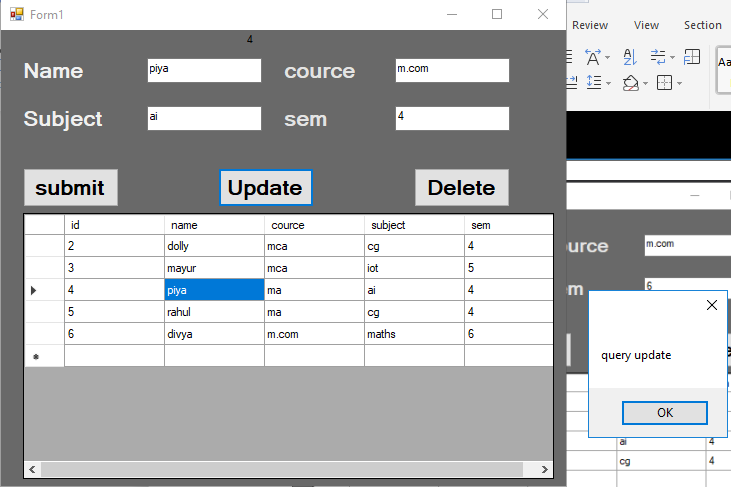 Form1
Review View Section
4
Name piya cource m.com
Subject ai sem 4
submit Update Delete
id name cource subject sem
2 dolly mca cg 4
3 mayur mca iot 5
4 piya ma ai 4
5 rahul ma cg 4
6 divya m.com maths 6
m.com
6
query update
OK
ai 4
cg 4